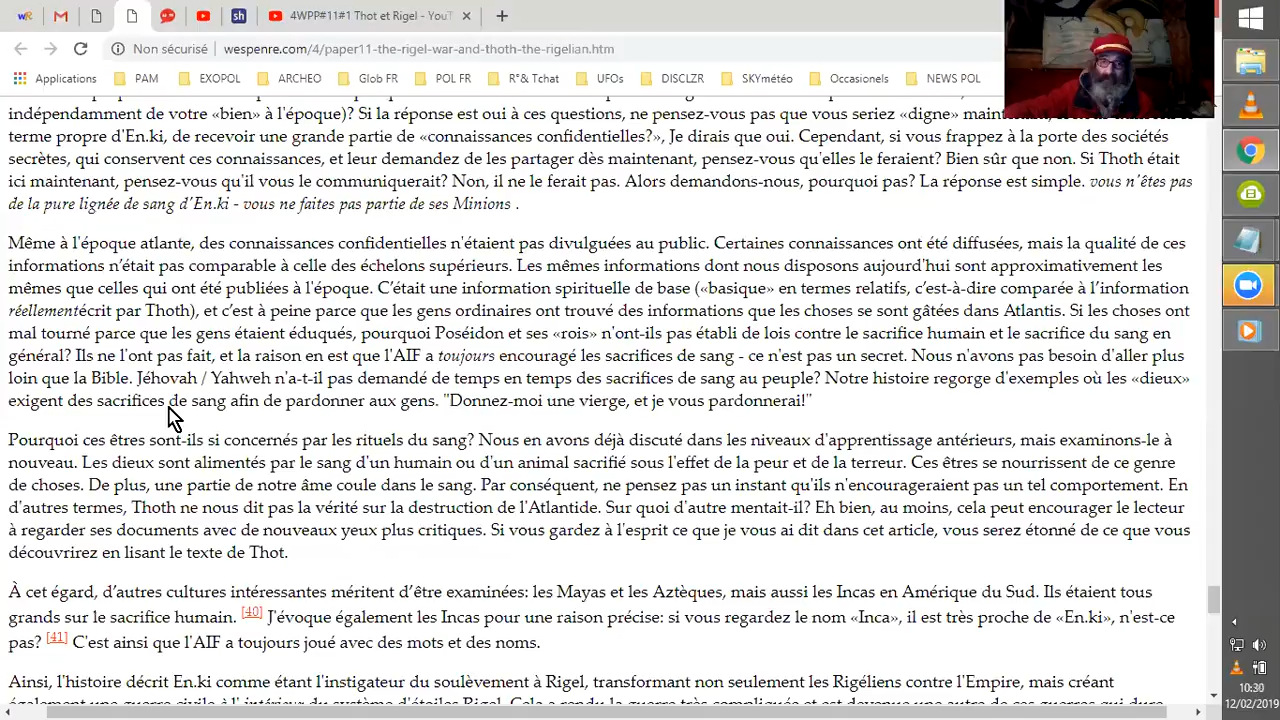 4WPP#11#1 Thot et Rigel - YouT
Non sécurisé
wespenre.com/4/paper11-the-rigel-war-and-thoth-the-rigelian.htm
Applications PAM EXOPOL ARCHEO Glob FR POL FR R°& Tchat UFOs DISCLZR SKYmétéo Occasionels NEWS POL
indépendamment de votre «bien» à l'époque)? Si la réponse est oui à ces questions, ne pensez-vous pas que vous seriez «digne»
terme propre d'En.ki, de recevoir une grande partie de «connaissances confidentielles?», Je dirais que oui. Cependant, si vous frappez à la porte des sociétés
secrètes, qui conservent ces connaissances, et leur demandez de les partager dès maintenant, pensez-vous qu'elles le feraient? Bien sûr que non. Si Thoth était
ici maintenant, pensez-vous qu'il vous le communiquerait? Non, il ne le ferait pas. Alors demandons-nous, pourquoi pas? La réponse est simple. vous n'êtes pas
de la pure lignée de sang d'En.ki - vous ne faites pas partie de ses Minions .
Même à l'époque atlante, des connaissances confidentielles n'étaient pas divulguées au public. Certaines connaissances ont été diffusées, mais la qualité de ces
informations n'était pas comparable à celle des échelons supérieurs. Les mêmes informations dont nous disposons aujourd'hui sont approximativement les
mêmes que celles qui ont été publiées à l'époque. C'était une information spirituelle de base («basique» en termes relatifs, c'est-à-dire comparée à l'information
réellementécrit par Thoth), et c'est à peine parce que les gens ordinaires ont trouvé des informations que les choses se sont gâtées dans Atlantis. Si les choses ont
mal tourné parce que les gens étaient éduqués, pourquoi Poséidon et ses «rois» n'ont-ils pas établi de lois contre le sacrifice humain et le sacrifice du sang en
général? Ils ne l'ont pas fait, et la raison en est que l'AIF a toujours encouragé les sacrifices de sang - ce n'est pas un secret. Nous n'avons pas besoin d'aller plus
loin que la Bible. Jéhovah / Yahweh n'a-t-il pas demandé de temps en temps des sacrifices de sang au peuple? Notre histoire regorge d'exemples où les «dieux»
exigent des sacrifices de sang afin de pardonner aux gens. "Donnez-moi une vierge, et je vous pardonnerai!"
Pourquoi ces êtres sont-ils si concernés par les rituels du sang? Nous en avons déjà discuté dans les niveaux d'apprentissage antérieurs, mais examinons-le à
nouveau. Les dieux sont alimentés par le sang d'un humain ou d'un animal sacrifié sous l'effet de la peur et de la terreur. Ces êtres se nourrissent de ce genre
de choses. De plus, une partie de notre âme coule dans le sang. Par conséquent, ne pensez pas un instant qu'ils n'encourageraient pas un tel comportement. En
d'autres termes, Thoth ne nous dit pas la vérité sur la destruction de l'Atlantide. Sur quoi d'autre mentait-il? Eh bien, au moins, cela peut encourager le lecteur
à regarder ses documents avec de nouveaux yeux plus critiques. Si vous gardez à l'esprit ce que je vous ai dit dans cet article, vous serez étonné de ce que vous
découvrirez en lisant le texte de Thot.
À cet égard, d'autres cultures intéressantes méritent d'être examinées: les Mayas et les Aztèques, mais aussi les Incas en Amérique du Sud. Ils étaient tous
grands sur le sacrifice humain. [40] J'évoque également les Incas pour une raison précise: si vous regardez le nom «Inca», il est très proche de «En.ki», n'est-ce
pas? [41] C'est ainsi que l'AIF a toujours joué avec des mots et des noms.
Ainsi, l'histoire décrit En.ki comme étant l'instigateur du soulèvement à Rigel, transformant non seulement les Rigéliens contre l'Empire, mais créant
10:30
12/02/2019